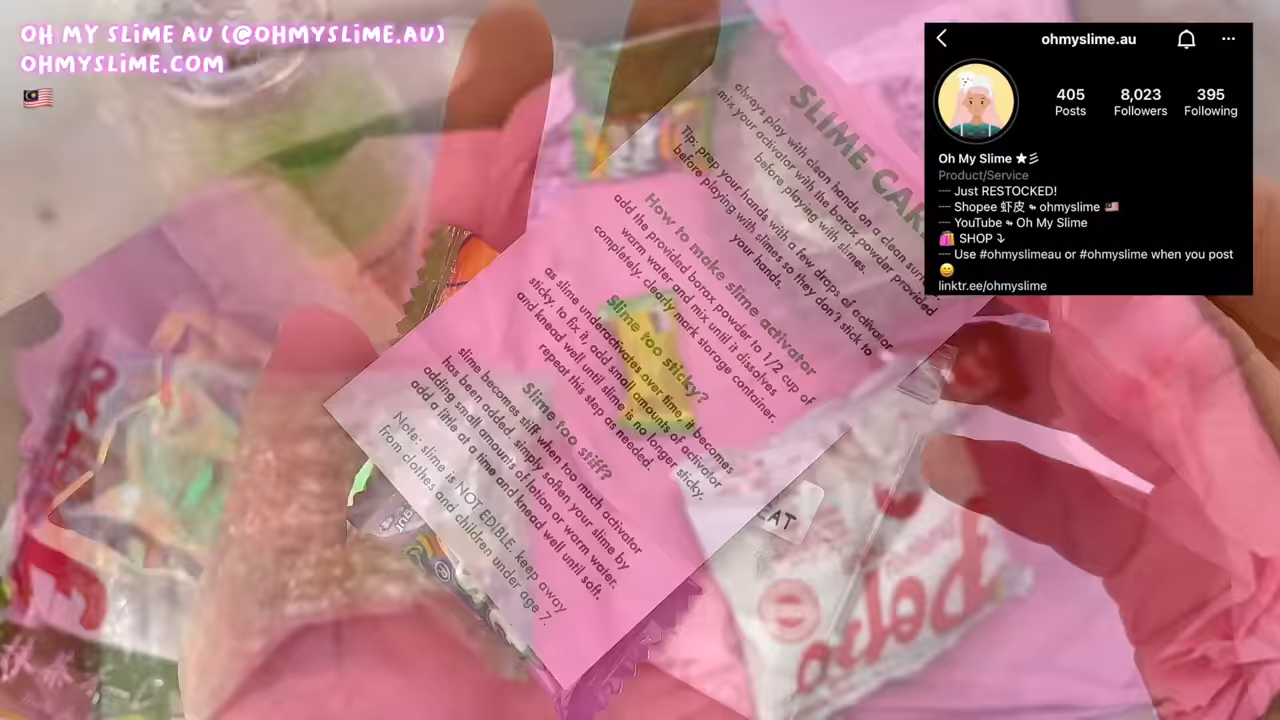 OH MY SLiME AU (@OHMYSLiME.AU)
OHMYSLiME.COM
ohmyslime.au
405
Posts
8,023
Followers
395
Following
Oh My Slime ★彡
Product/Service
┈ Just RESTOCKED!
┈ Shopee 虾皮 ↬ ohmyslime 🇲🇾
┈ YouTube ↬ Oh My Slime
🛍️ SHOP ⤵
┈ Use #ohmyslimeau or #ohmyslime when you post
😄
linktr.ee/ohmyslime
SLIME CAR
always play with clean hands on a clean
mix your activator with the borax powder provided
before playing with slimes.
Tip: prep your hands with a few drops of activator
before playing with slimes so they don't stick to
your hands.
How to make slime activator
add the provided borax powder to 1/2 cup of
warm water and mix until it dissolves
completely. clearly mark storage container.
slime too sticky?
as slime underactivates over time, it becomes
sticky. to fix it, add small amounts of activator
and knead well until slime is no longer sticky.
repeat this step as needed.
Slime too stiff?
slime becomes stiff when too much activator
has been added. simply soften your slime by
adding small amounts of lotion or warm water.
add a little at a time and knead well until soft.
Note: slime is NOT EDIBLE. keep away
from clothes and children under age 7.
EAT